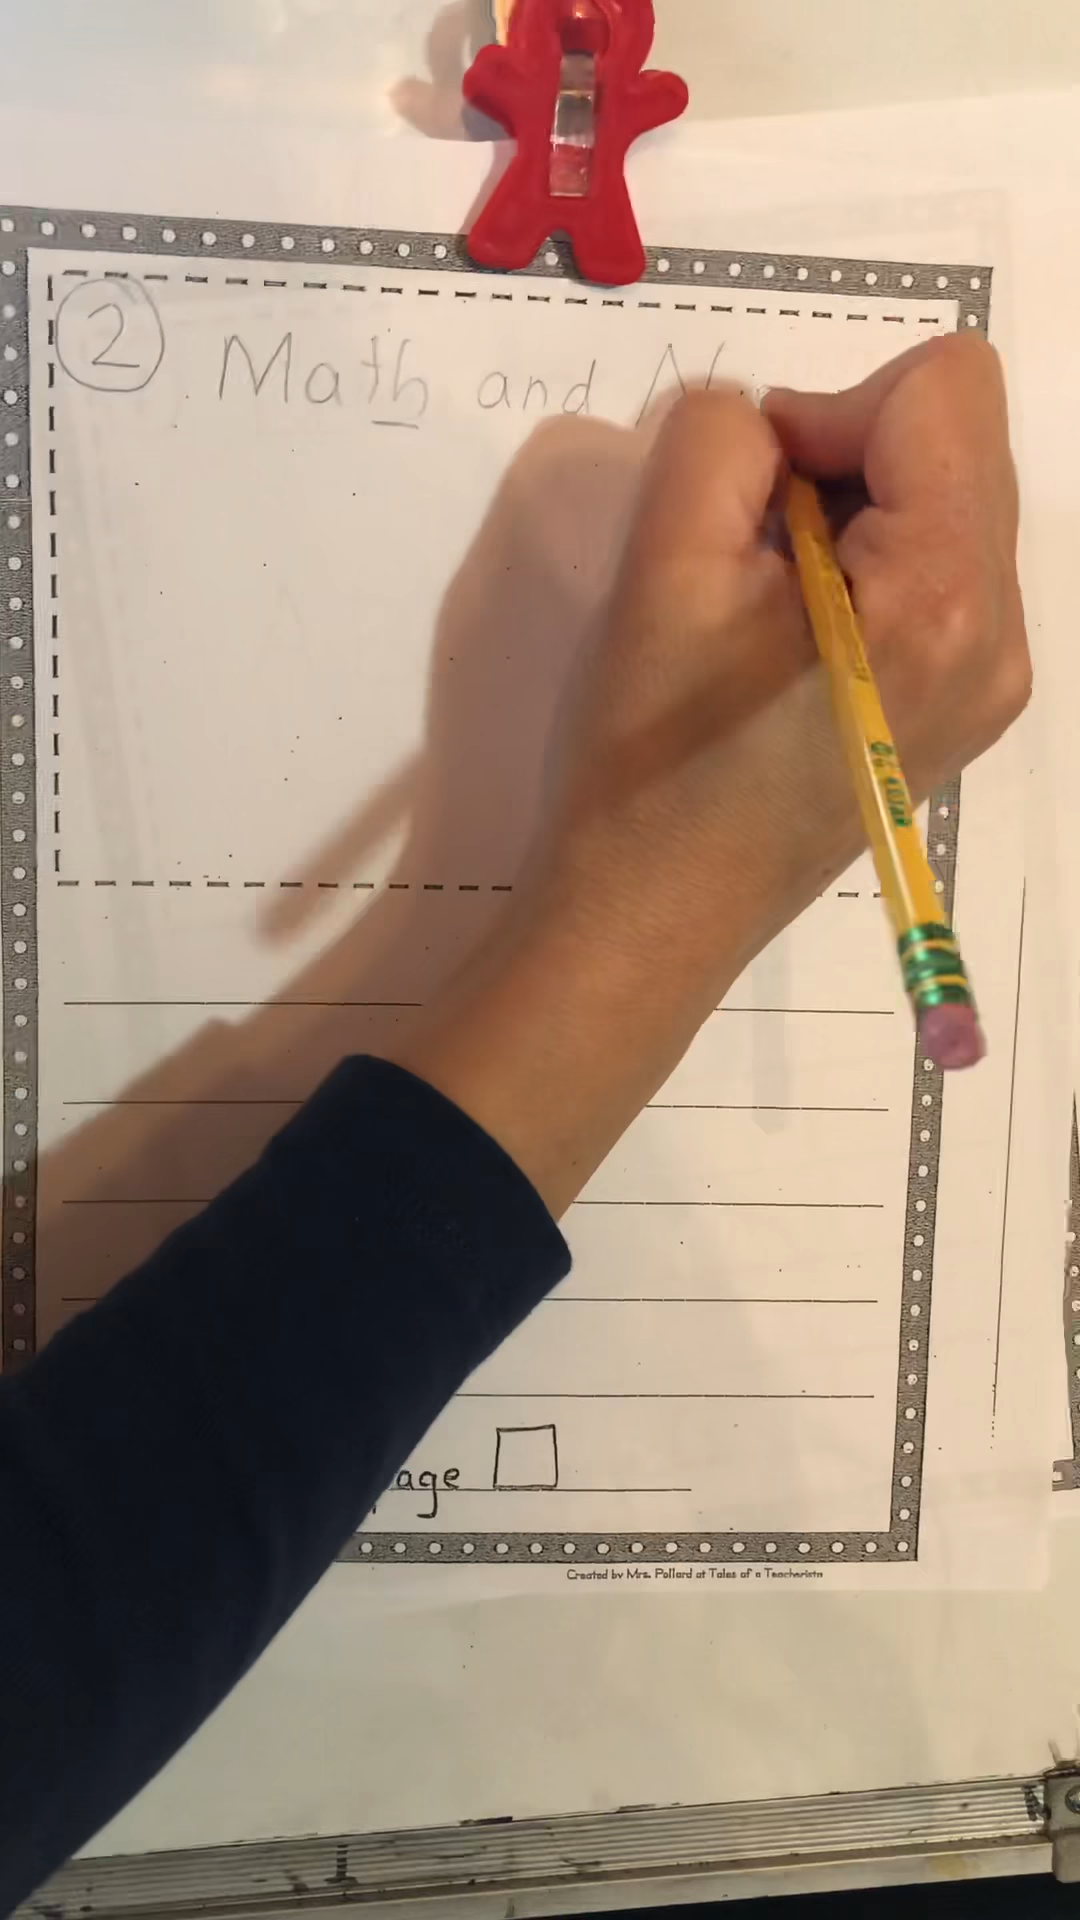 ② Math and
age
Created by Mrs. Pollard at Tales of a Teacherista